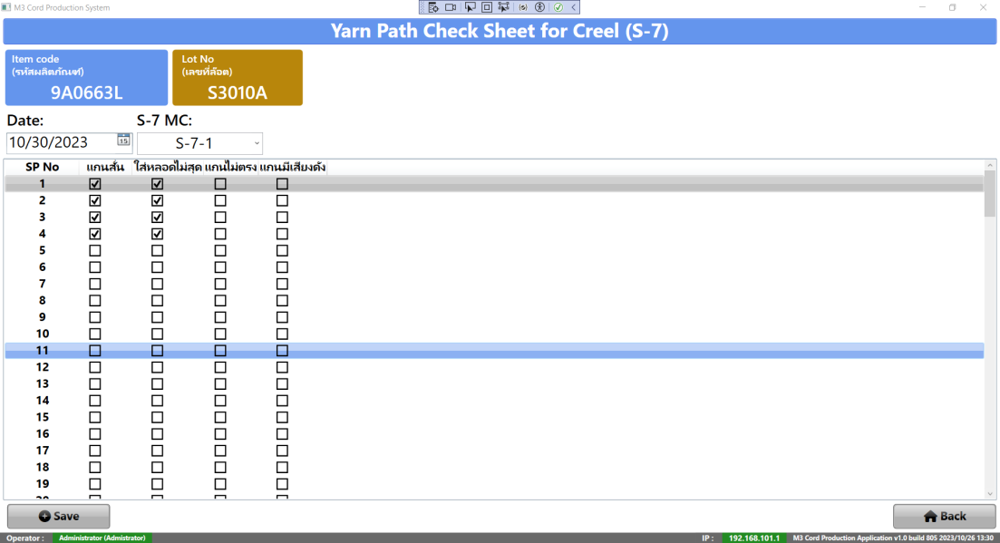 M3 Cord Production System
Yarn Path Check Sheet for Creel (S-7)
Item code
(รหัสผลิตภัณฑ์)
9A0663L
Lot No
(เลขที่ล๊อต)
S3010A
Date:
S-7 MC:
10/30/2023
15
S-7-1
SP No แกนสั่น ใส่หลอดไม่สุด แกนไม่ตรง แกนมีเสียงดัง
1
2
3
4
5
6
7
8
9
10
11
12
13
14
15
16
17
18
19
Save
Back
Operator : Administrator (Admistrator)
IP : 192.168.101.1 M3 Cord Production Application v1.0 build 805 2023/10/26 13:30